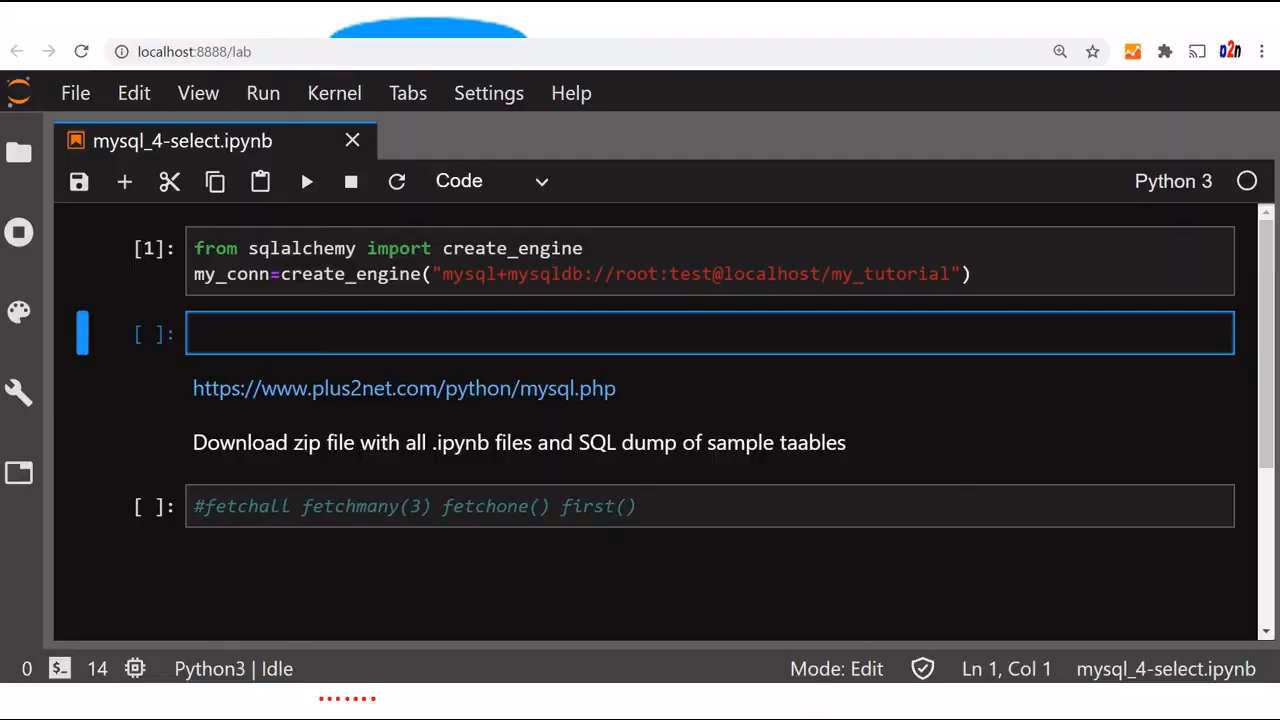 localhost:8888/lab
o2n
File Edit View Run Kernel Tabs Settings Help
mysql_4-select.ipynb
Code
Python 3
[1]: from sqlalchemy import create_engine
my_conn=create_engine("mysql+mysqldb://root:test@localhost/my_tutorial")
[ ]:
https://www.plus2net.com/python/mysql.php
Download zip file with all .ipynb files and SQL dump of sample taables
[ ]: #fetchall fetchmany(3) fetchone() first()
0 $_ 14 Python3 | Idle Mode: Edit Ln 1, Col 1 mysql_4-select.ipynb